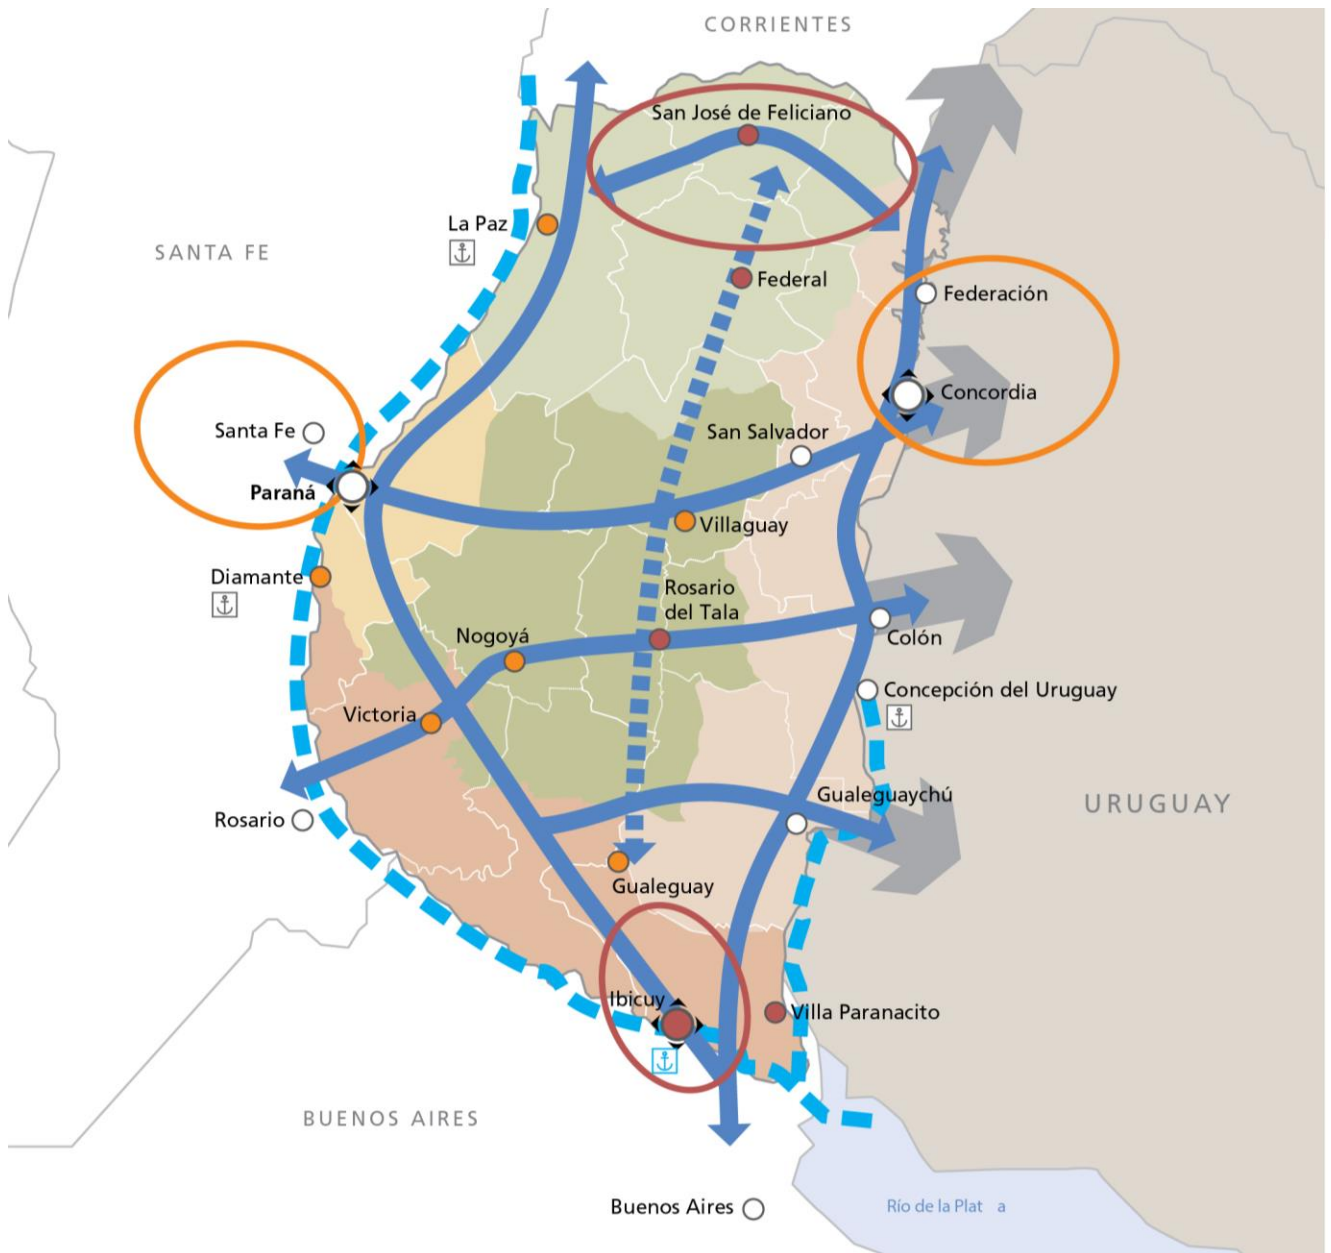 CORRIENTES
San José de Feliciano
La Paz
SANTA FE
Federal
Federación
Concordia
Santa Fe
San Salvador
Paraná
Villaguay
Diamante
Rosario
del Tala
Nogoyá
Colón
Concepción del Uruguay
Victoria
Gualeguaychú
URUGUAY
Rosario
Gualeguay
Ibicuy
Villa Paranacito
BUENOS AIRES
Buenos Aires
Río de la Plat a